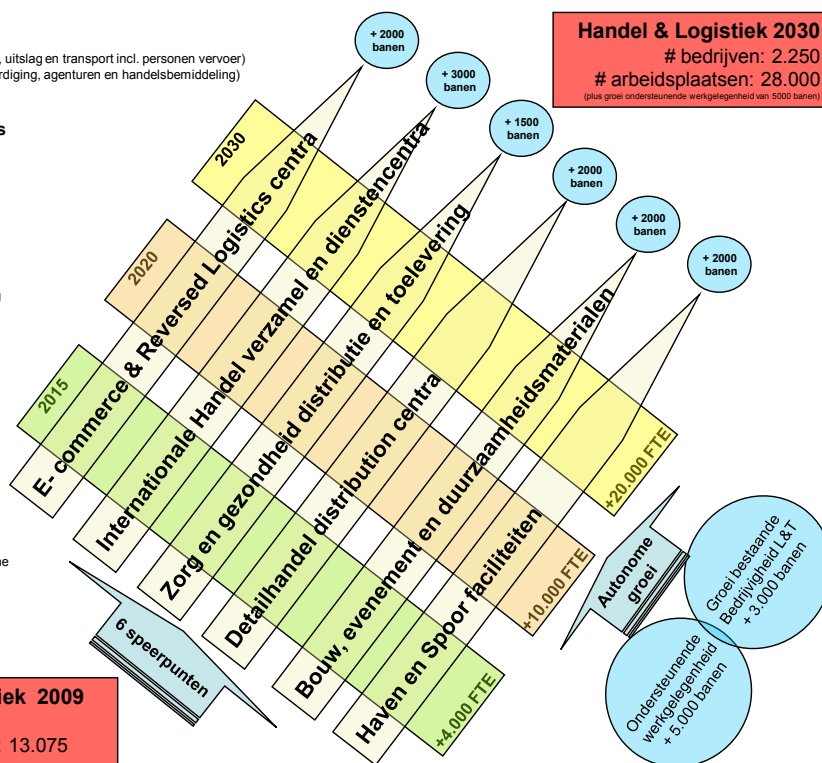 , uitslag en transport incl. personen vervoer)
rdiging, agenturen en handelsbemiddeling)
s
Handel & Logistiek 2030
# bedrijven: 2.250
# arbeidsplaatsen: 28.000
(plus groei ondersteunende werkgelegenheid van 5000 banen)
+ 2000
banen
+ 3000
banen
+ 1500
banen
+ 2000
banen
+ 2000
banen
+ 2000
banen
2030
2020
2015
E- commerce & Reversed Logistics centra
Internationale Handel verzamel en dienstencentra
Zorg en gezondheid distributie en toelevering
Detailhandel distribution centra
Bouw, evenement en duurzaamheidsmaterialen
Haven en Spoor faciliteiten
+20.000 FTE
+10.000 FTE
+4.000 FTE
6 speerpunten
Autonome
groei
Groei bestaande
Bedrijvigheid L&T
+ 3.000 banen
Ondersteunende
werkgelegenheid
+ 5.000 banen
ne
iek 2009
: 13.075